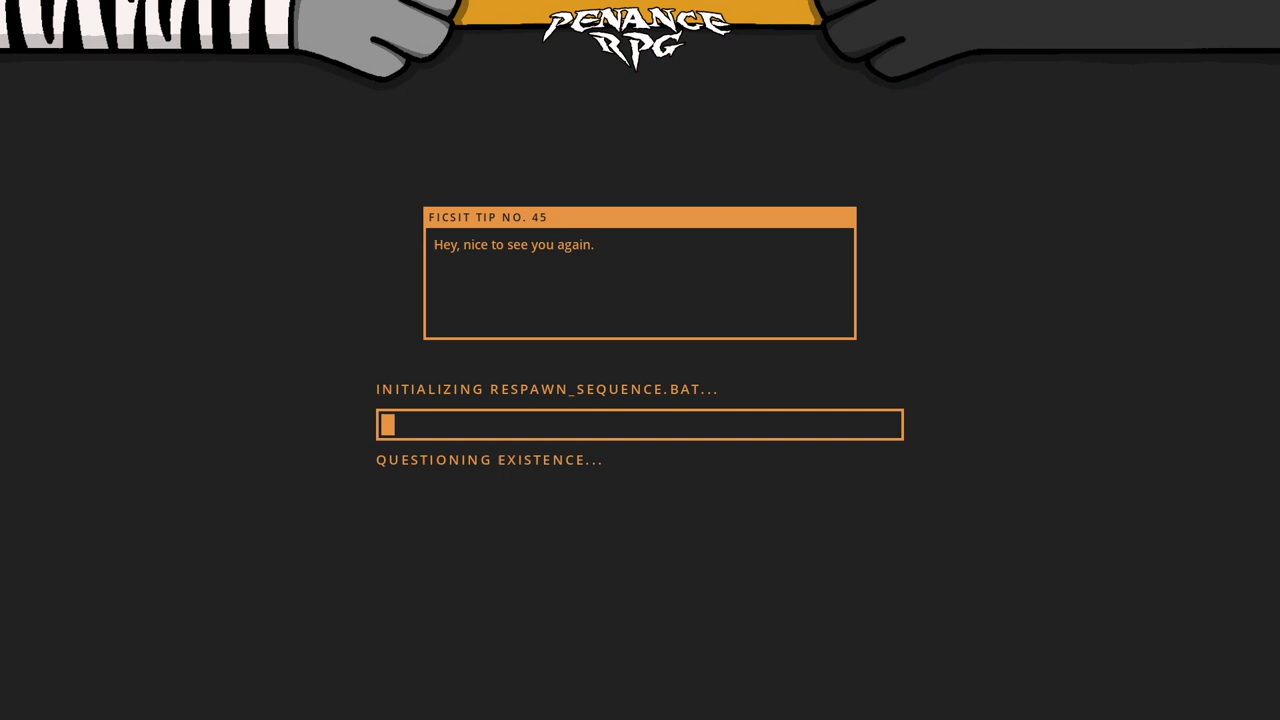 PENANCE
RPG
FICSIT TIP NO. 45
Hey, nice to see you again.
INITIALIZING RESPAWN_SEQUENCE.BAT...
QUESTIONING EXISTENCE...